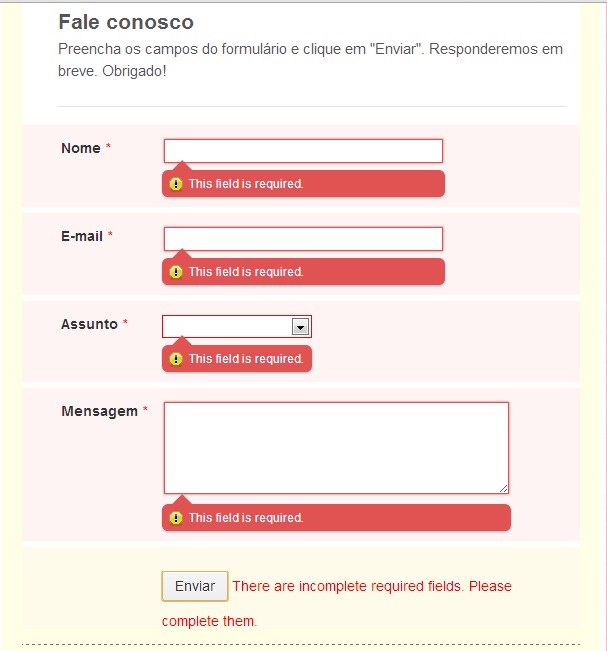 Fale conosco
Preencha os campos do formulário e clique em "Enviar". Responderemos em
breve. Obrigado!
Nome *
This field is required.
E-mail *
This field is required.
Assunto *
This field is required.
Mensagem *
This field is required.
Enviar There are incomplete required fields. Please
complete them.